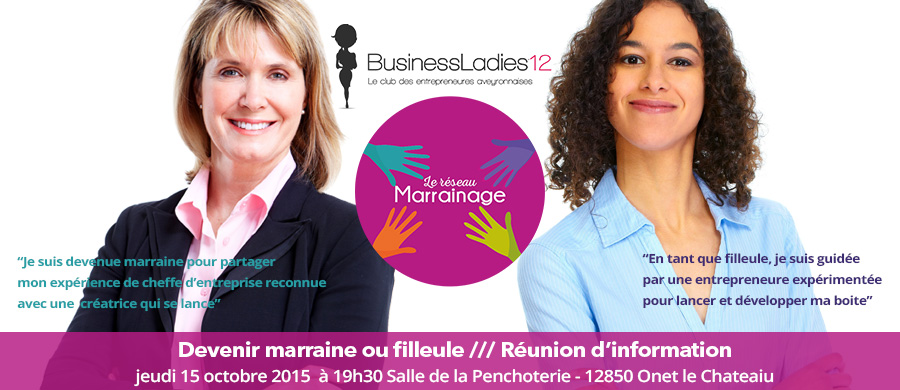 BusinessLadies12
Le club des entrepreneures aveyronnaises
Le réseau
Marrainage
“Je suis devenue marraine pour partager
mon expérience de cheffe d’entreprise reconnue
avec une créatrice qui se lance”
“En tant que filleule, je suis guidée
par une entrepreneure expérimentée
pour lancer et développer ma boite”
Devenir marraine ou filleule /// Réunion d’information
jeudi 15 octobre 2015 à 19h30 Salle de la Penchoterie - 12850 Onet le Chateaiu